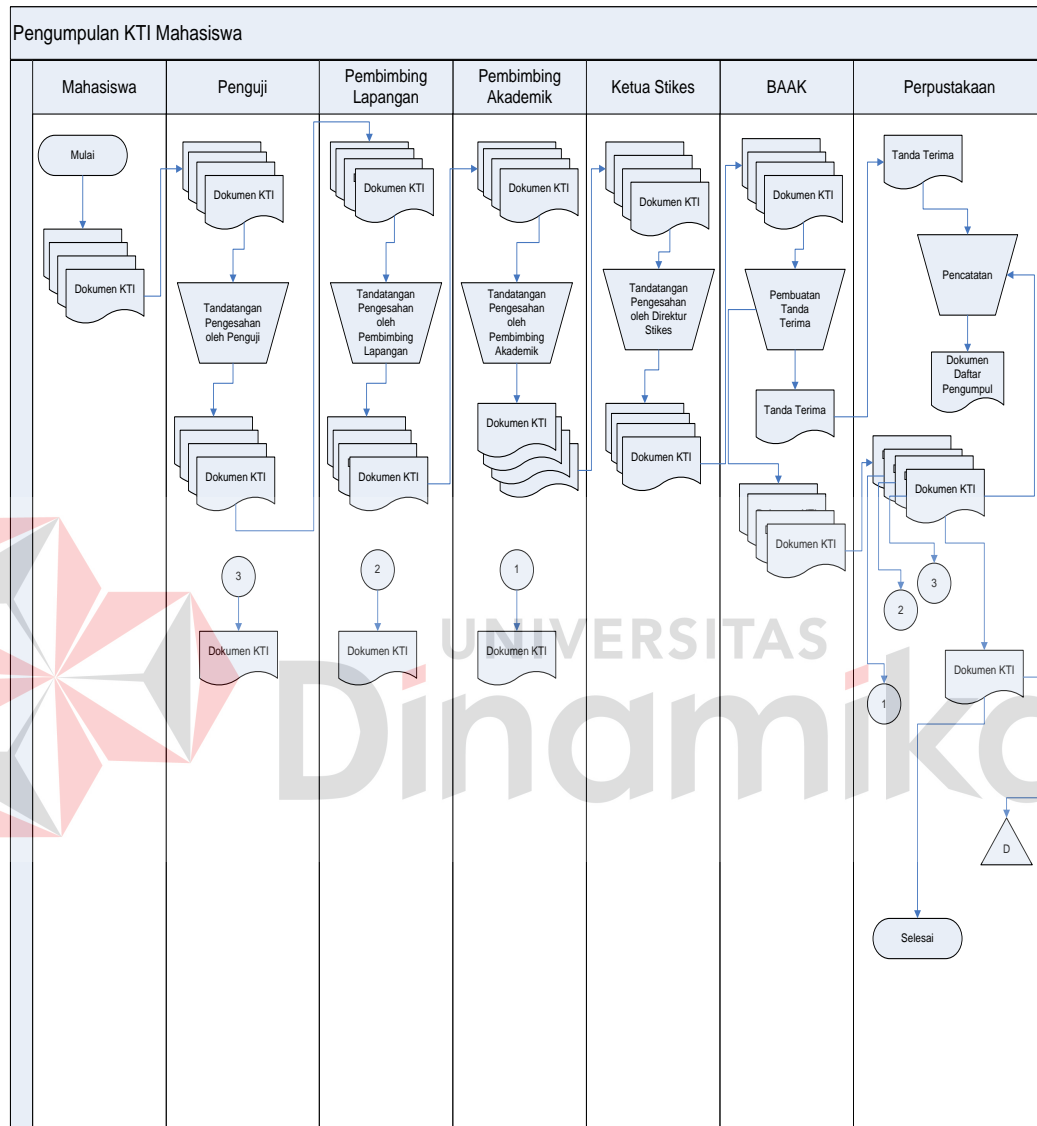 Pengumpulan KTI Mahasiswa
Mahasiswa
Penguji
Pembimbing
Lapangan
Pembimbing
Akademik
Ketua Stikes
BAAK
Perpustakaan
Mulai
Dokumen KTI
Dokumen KTI
Tandatangan
Pengesahan
oleh Penguji
Dokumen KTI
3
Dokumen KTI
Dokumen KTI
Tandatangan
Pengesahan
oleh
Pembimbing
Lapangan
Dokumen KTI
2
Dokumen KTI
Dokumen KTI
Tandatangan
Pengesahan
oleh
Pembimbing
Akademik
Dokumen KTI
1
Dokumen KTI
Dokumen KTI
Tandatangan
Pengesahan
oleh Direktur
Stikes
Dokumen KTI
Dokumen KTI
Pembuatan
Tanda
Terima
Tanda Terima
Dokumen KTI
Tanda Terima
Pencatatan
Dokumen
Daftar
Pengumpul
Dokumen KTI
3
2
Dokumen KTI
1
D
Selesai
UNIVERSITAS
Dinamika